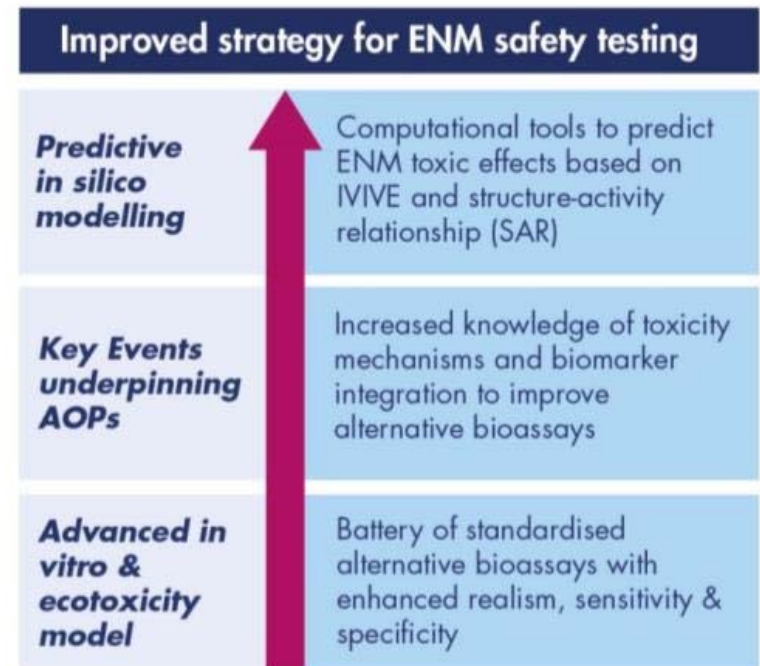 Improved strategy for ENM safety testing
Predictive
in silico
modelling
Computational tools to predict
ENM toxic effects based on
IVIVE and structure-activity
relationship (SAR)
Key Events
underpinning
AOPs
Increased knowledge of toxicity
mechanisms and biomarker
integration to improve
alternative bioassays
Advanced in
vitro &
ecotoxicity
model
Battery of standardised
alternative bioassays with
enhanced realism, sensitivity &
specificity